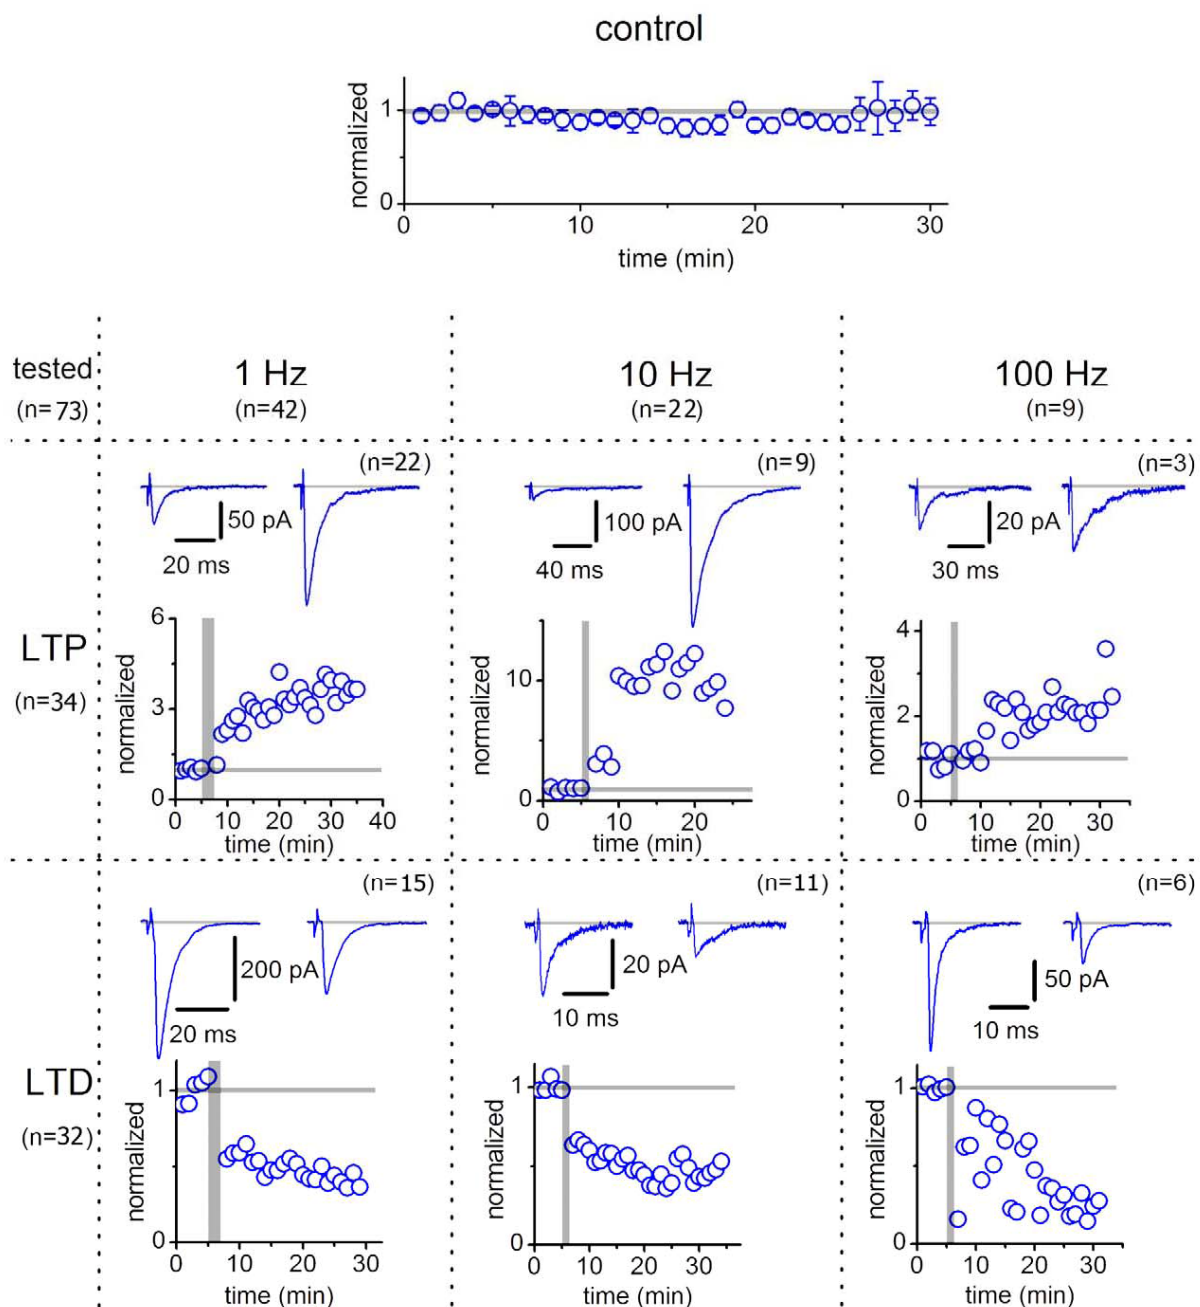 control
normalized
1
0
0 10 20 30
time (min)
tested
(n=73)
1 Hz
(n=42)
10 Hz
(n=22)
100 Hz
(n=9)
LTP
(n=34)
(n=22)
50 pA
20 ms
normalized
6
3
0
0 10 20 30 40
time (min)
(n=9)
100 pA
40 ms
normalized
10
0
0 10 20
time (min)
(n=3)
20 pA
30 ms
normalized
4
2
0
0 10 20 30
time (min)
LTD
(n=32)
(n=15)
200 pA
20 ms
normalized
1
0
0 10 20 30
time (min)
(n=11)
20 pA
10 ms
normalized
1
0
0 10 20 30
time (min)
(n=6)
50 pA
10 ms
normalized
1
0
0 10 20 30
time (min)